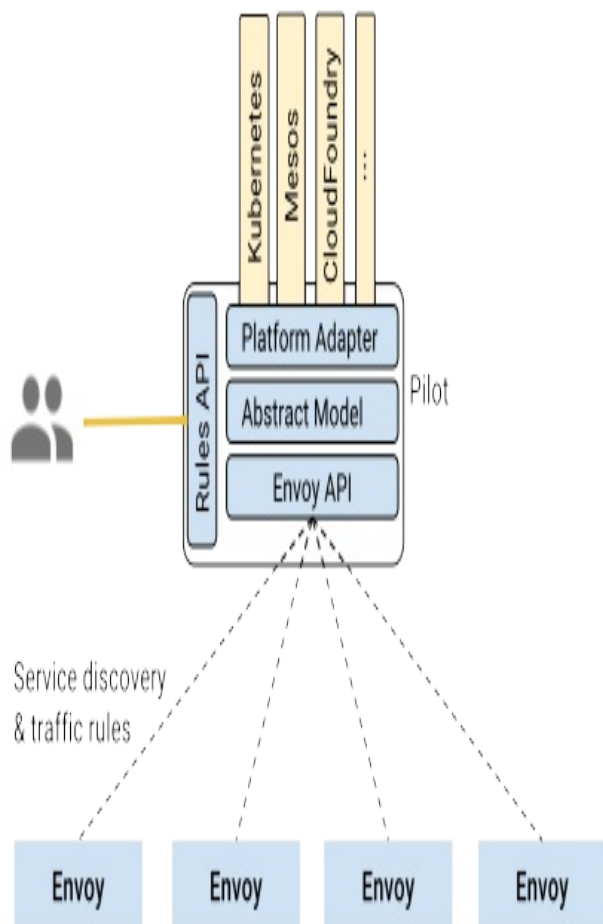 Kubernetes
Mesos
CloudFoundry
...
Rules API
Platform Adapter
Abstract Model
Envoy API
Pilot
Service discovery
& traffic rules
Envoy
Envoy
Envoy
Envoy